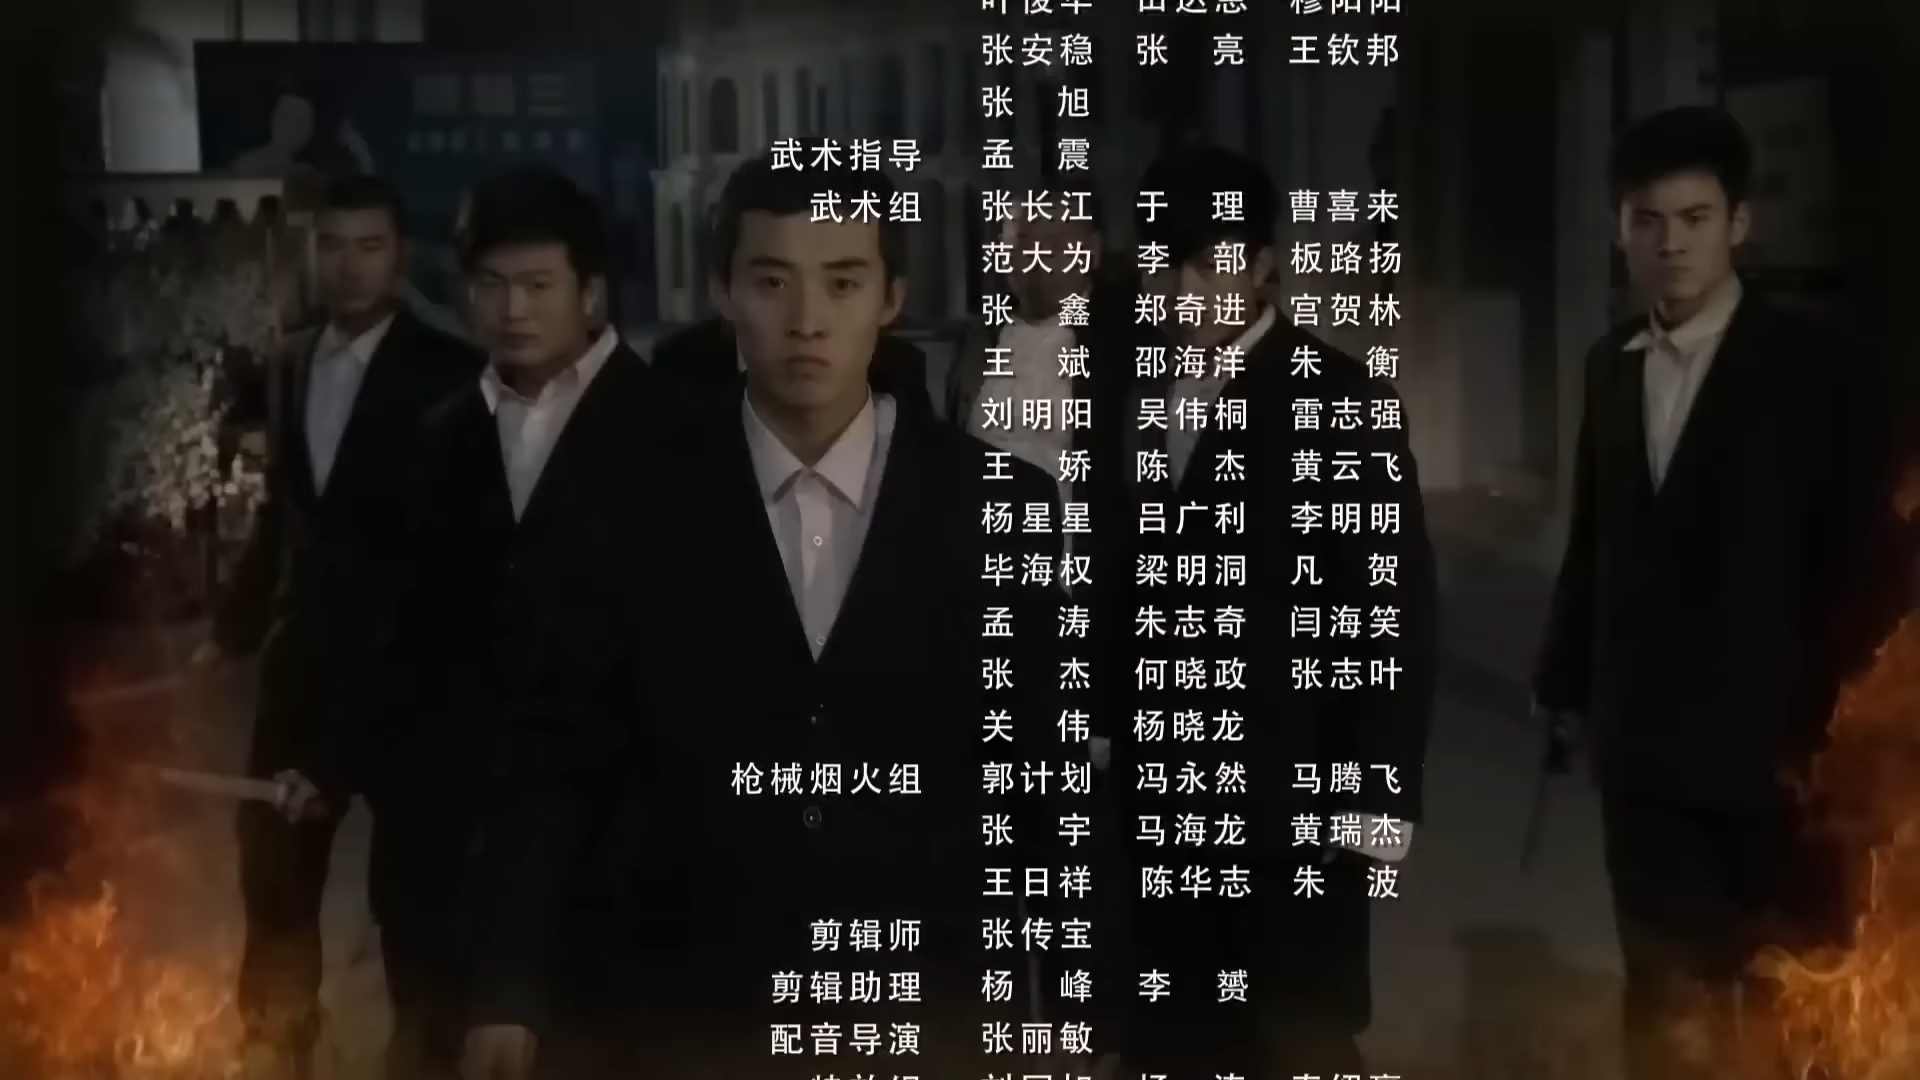 张安稳 张 亮 王钦邦
张 旭
武术指导 孟 震
武术组 张长江 于 理 曹喜来
范大为 李 部 板路扬
张 鑫 郑奇进 宫贺林
王 斌 邵海洋 朱 衡
刘明阳 吴伟桐 雷志强
王 娇 陈 杰 黄云飞
杨星星 吕广利 李明明
毕海权 梁明洞 凡 贺
孟 涛 朱志奇 闫海笑
张 杰 何晓政 张志叶
关 伟 杨晓龙
枪械烟火组 郭计划 冯永然 马腾飞
张 宇 马海龙 黄瑞杰
王日祥 陈华志 朱 波
剪辑师 张传宝
剪辑助理 杨 峰 李 赟
配音导演 张丽敏